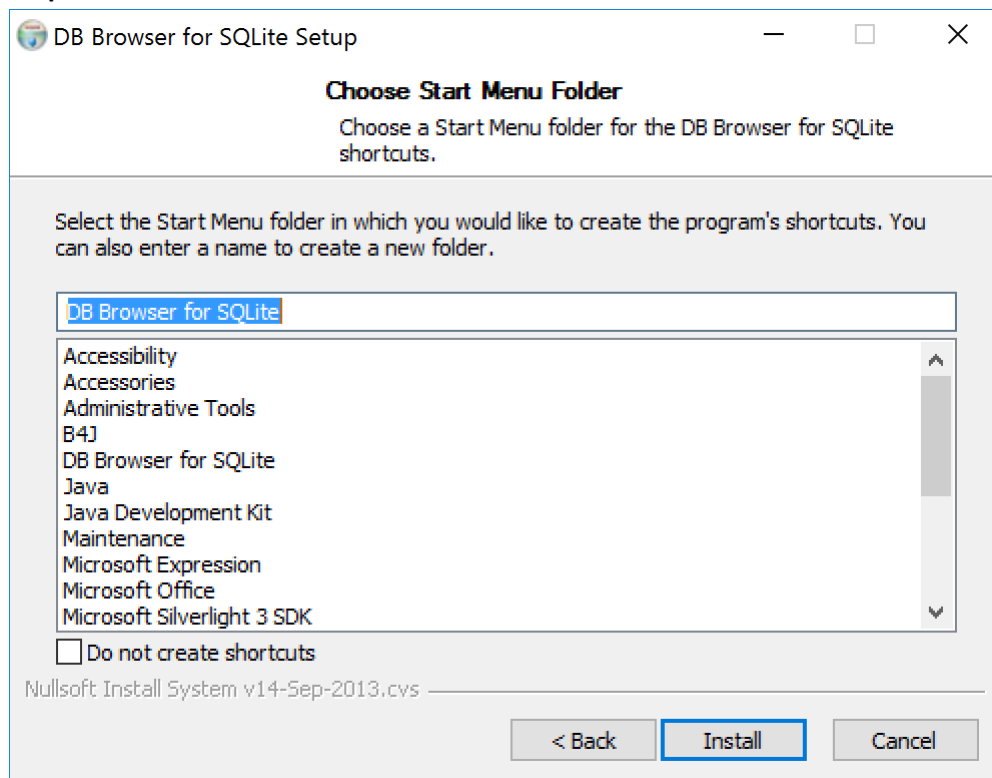 DB Browser for SQLite Setup
Choose Start Menu Folder
Choose a Start Menu folder for the DB Browser for SQLite
shortcuts.
Select the Start Menu folder in which you would like to create the program's shortcuts. You
can also enter a name to create a new folder.
DB Browser for SQLite
Accessibility
Accessories
Administrative Tools
B4J
DB Browser for SQLite
Java
Java Development Kit
Maintenance
Microsoft Expression
Microsoft Office
Microsoft Silverlight 3 SDK
Do not create shortcuts
Nullsoft Install System v14-Sep-2013.cvs
< Back
Install
Cancel